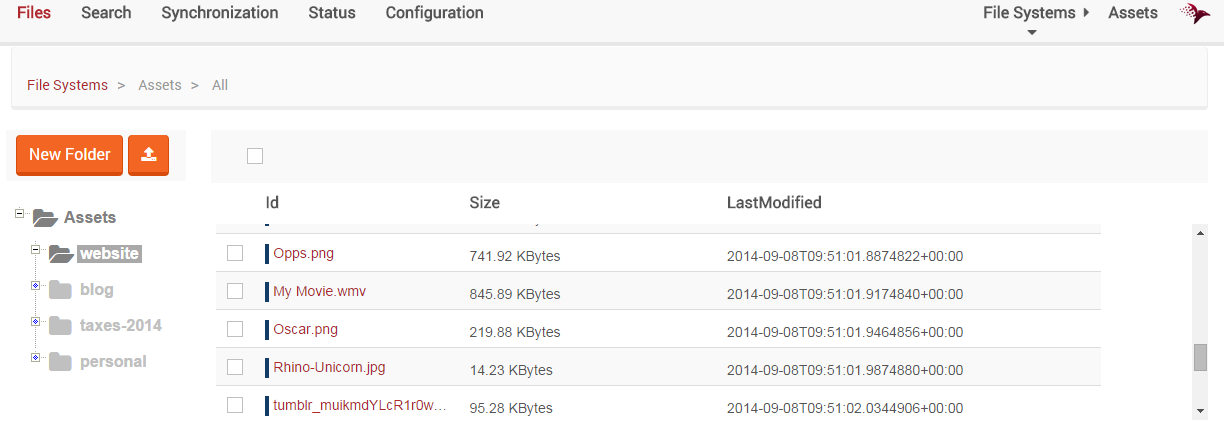 Files Search Synchronization Status Configuration File Systems Assets
File Systems > Assets > All
New Folder
Assets
website
blog
taxes-2014
personal
Id Size LastModified
Opps.png 741.92 KBytes 2014-09-08T09:51:01.8874822+00:00
My Movie.wmv 845.89 KBytes 2014-09-08T09:51:01.9174840+00:00
Oscar.png 219.88 KBytes 2014-09-08T09:51:01.9464856+00:00
Rhino-Unicorn.jpg 14.23 KBytes 2014-09-08T09:51:01.9874880+00:00
tumblr_muikmdYLcR1r0w... 95.28 KBytes 2014-09-08T09:51:02.0344906+00:00